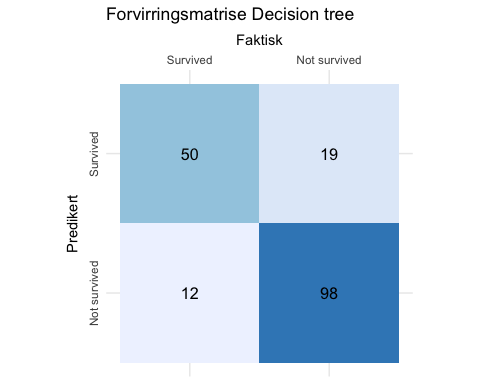 Forvirringsmatrise Decision tree
Faktisk
Survived Not survived
Predikert
Survived
50 19
Not survived
12 98